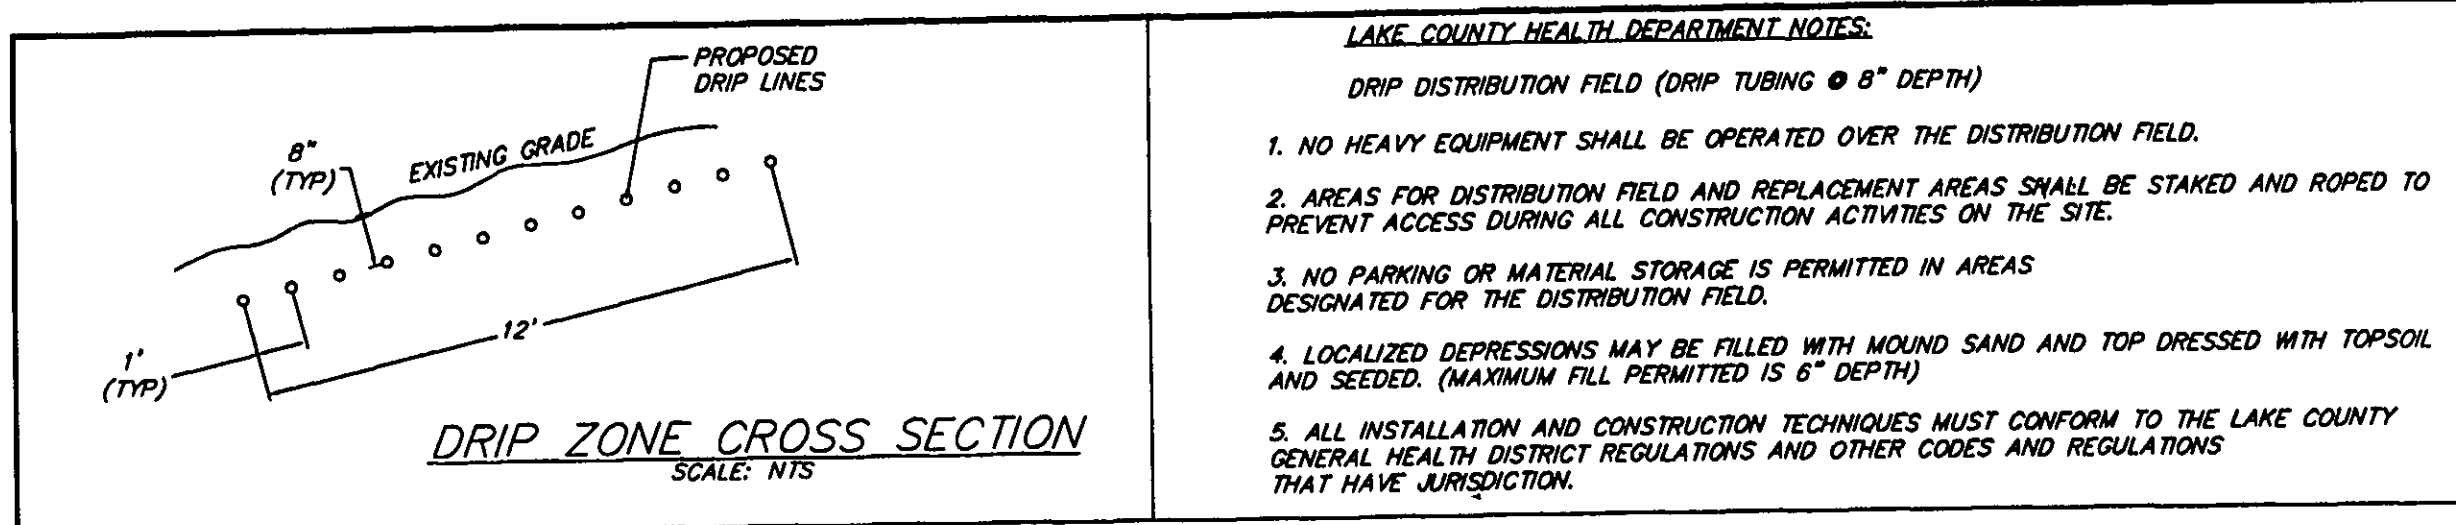 PROPOSED
DRIP LINES
8"
(TYP)
EXISTING GRADE
12'
1'
(TYP)
DRIP ZONE CROSS SECTION
SCALE: NTS
LAKE COUNTY HEALTH DEPARTMENT NOTES:
DRIP DISTRIBUTION FIELD (DRIP TUBING @ 8" DEPTH)
1. NO HEAVY EQUIPMENT SHALL BE OPERATED OVER THE DISTRIBUTION FIELD.
2. AREAS FOR DISTRIBUTION FIELD AND REPLACEMENT AREAS SHALL BE STAKED AND ROPED TO
PREVENT ACCESS DURING ALL CONSTRUCTION ACTIVITIES ON THE SITE.
3. NO PARKING OR MATERIAL STORAGE IS PERMITTED IN AREAS
DESIGNATED FOR THE DISTRIBUTION FIELD.
4. LOCALIZED DEPRESSIONS MAY BE FILLED WITH MOUND SAND AND TOP DRESSED WITH TOPSOIL
AND SEEDED. (MAXIMUM FILL PERMITTED IS 6" DEPTH)
5. ALL INSTALLATION AND CONSTRUCTION TECHNIQUES MUST CONFORM TO THE LAKE COUNTY
GENERAL HEALTH DISTRICT REGULATIONS AND OTHER CODES AND REGULATIONS
THAT HAVE JURISDICTION.